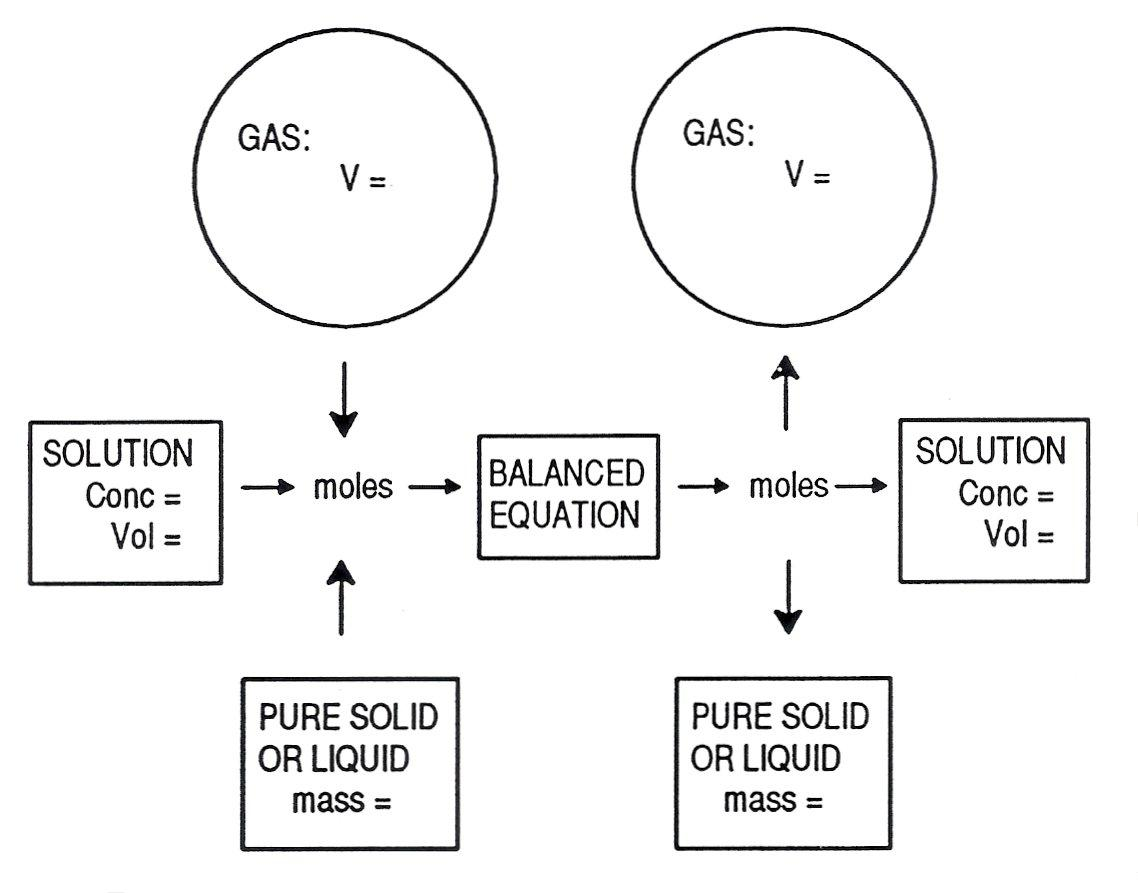 GAS:
V =
GAS:
V =
SOLUTION
Conc =
Vol =
moles
BALANCED
EQUATION
moles
SOLUTION
Conc =
Vol =
PURE SOLID
OR LIQUID
mass =
PURE SOLID
OR LIQUID
mass =